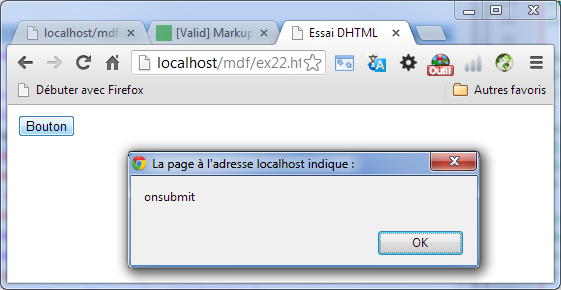 localhost/mdf
[Valid] Markup
Essai DHTML
localhost/mdf/ex22.ht
Outil
Débuter avec Firefox
Autres favoris
Bouton
La page à l'adresse localhost indique :
onsubmit
OK